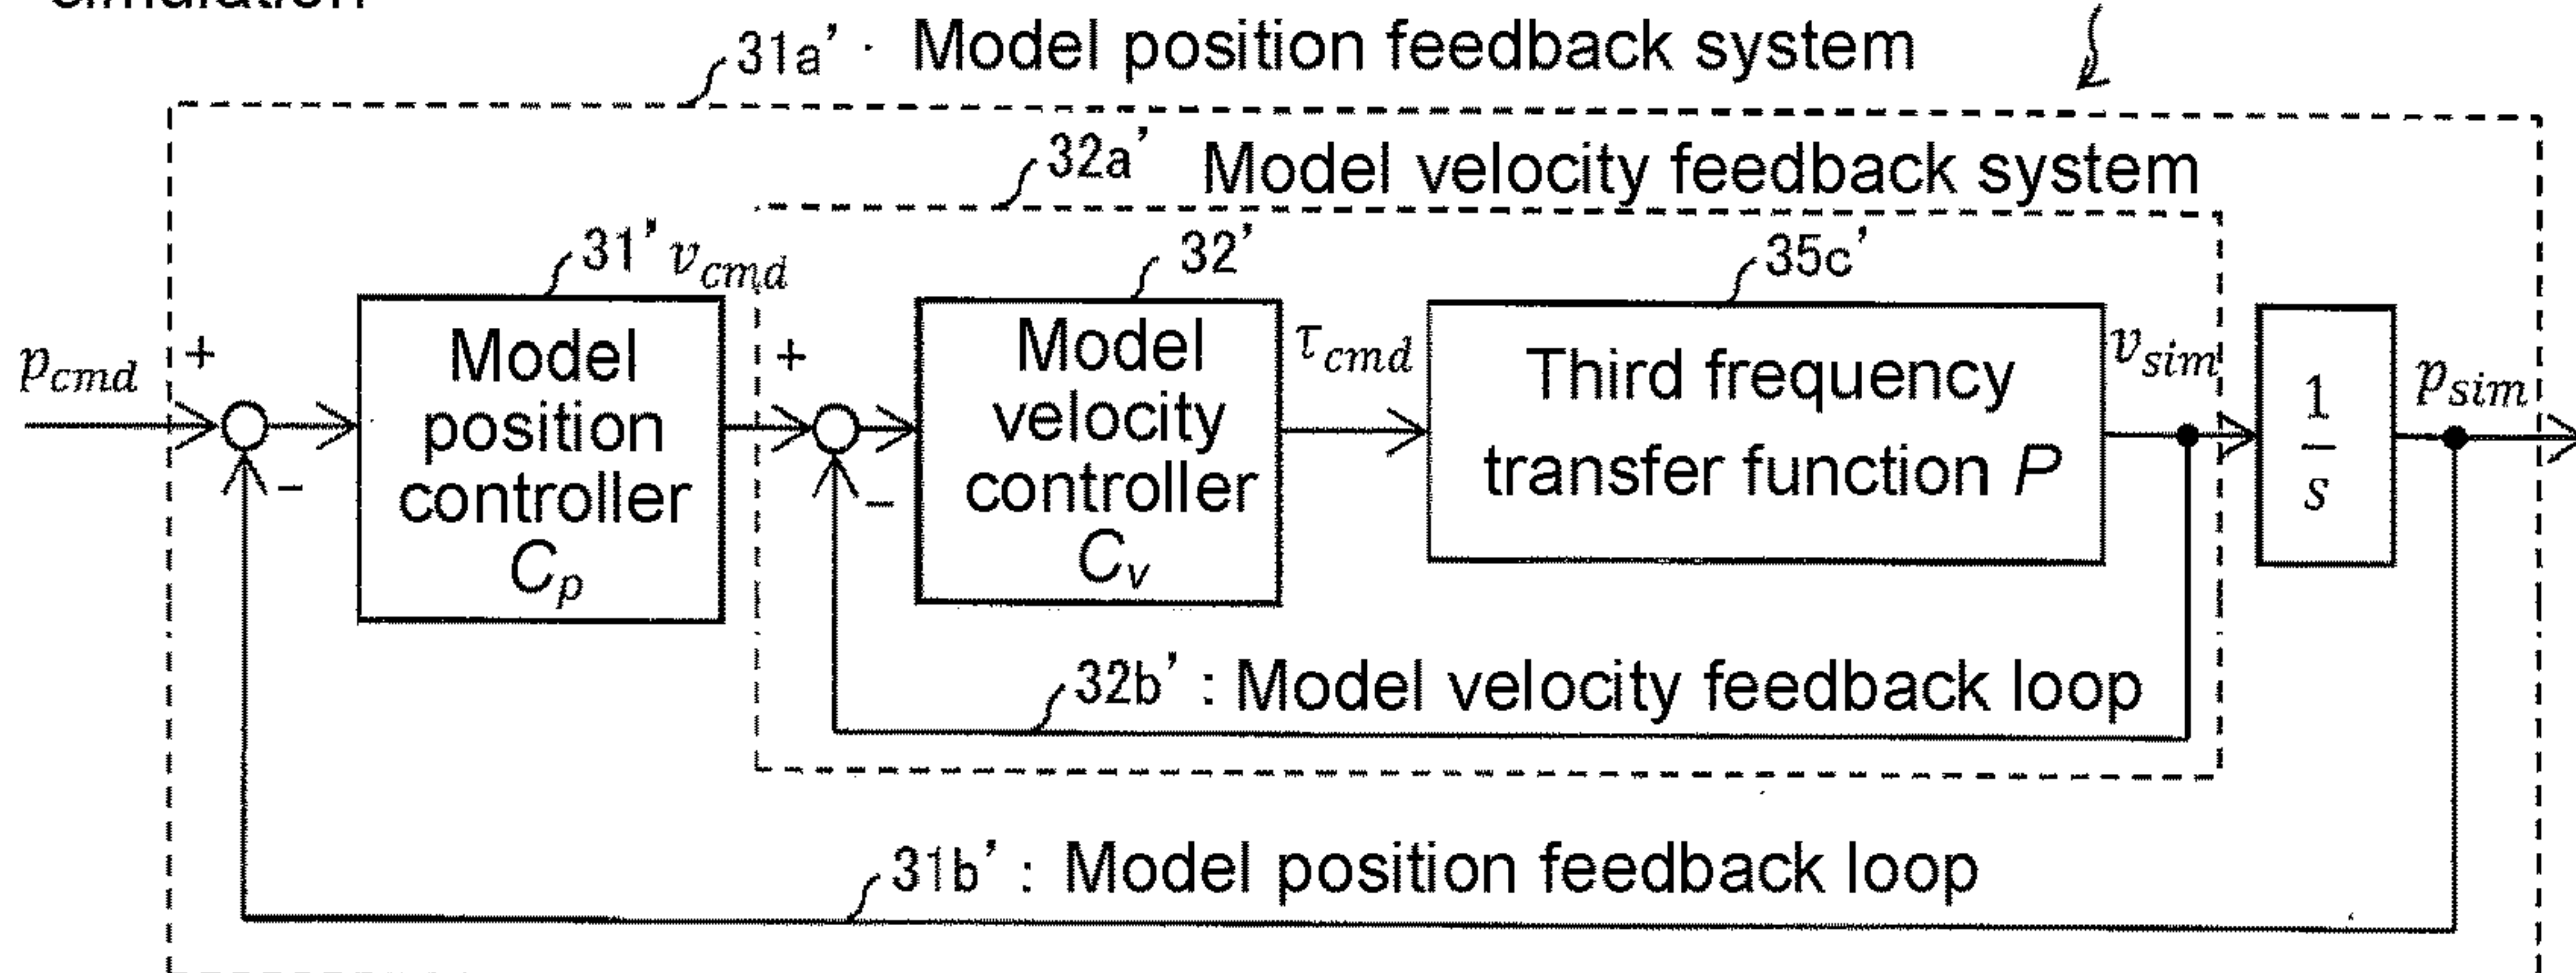 31a’ · Model position feedback system
32a’ Model velocity feedback system
31’
v_cmd
32’
35c’
p_cmd
+
-
Model
position
controller
C_p
+
-
Model
velocity
controller
C_v
τ_cmd
Third frequency
transfer function P
v_sim
1
s
p_sim
32b’ : Model velocity feedback loop
31b’ : Model position feedback loop